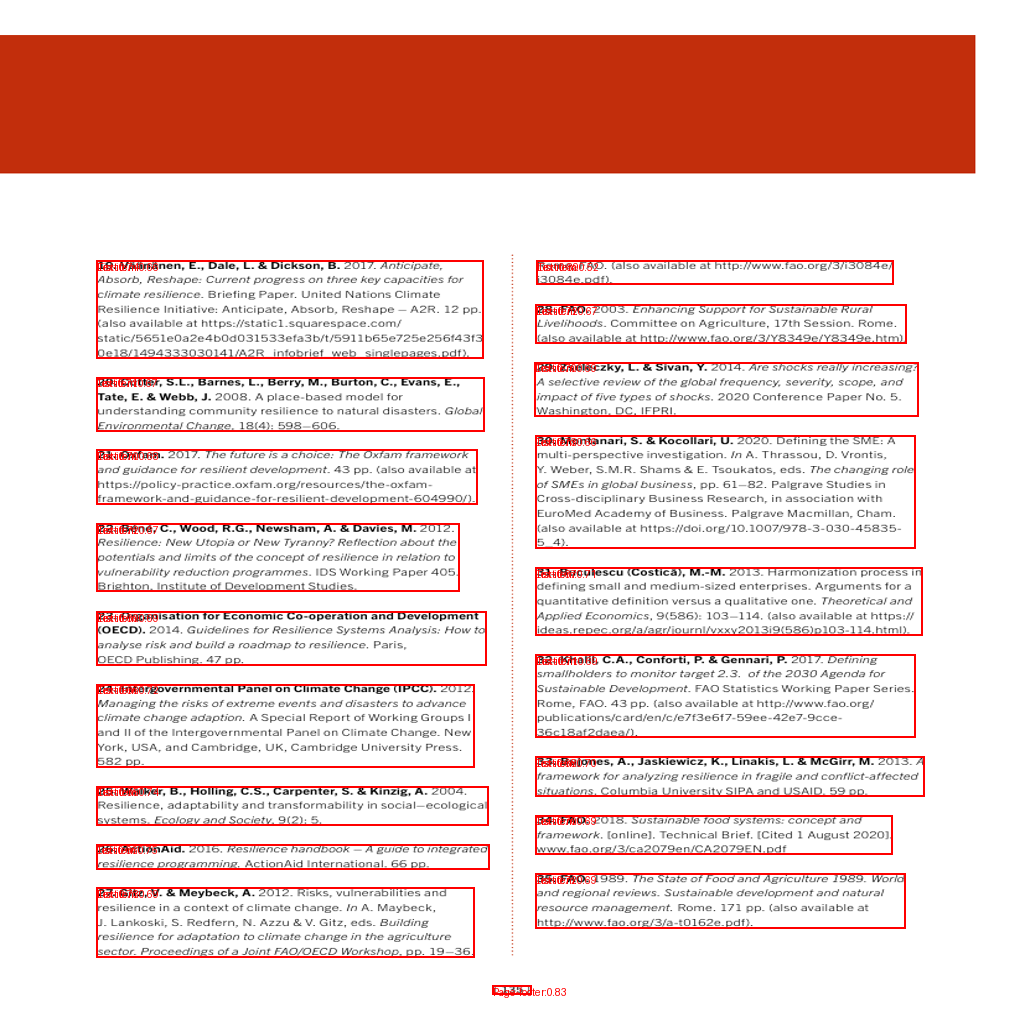 19. Väänänen, E., Dale, L. & Dickson, B. 2017. Anticipate,
Absorb, Reshape: Current progress on three key capacities for
climate resilience. Briefing Paper. United Nations Climate
Resilience Initiative: Anticipate, Absorb, Reshape – A2R. 12 pp.
(also available at https://static1.squarespace.com/
static/5651e0a2e4b0d031533efa3b/t/5911b65e725e256f43f3
0e18/1494333030141/A2R_infobrief_web_singlepages.pdf).
20. Cutter, S.L., Barnes, L., Berry, M., Burton, C., Evans, E.,
Tate, E. & Webb, J. 2008. A place-based model for
understanding community resilience to natural disasters. Global
Environmental Change, 18(4): 598–606.
21. Oxfam. 2017. The future is a choice: The Oxfam framework
and guidance for resilient development. 43 pp. (also available at
https://policy-practice.oxfam.org/resources/the-oxfam-
framework-and-guidance-for-resilient-development-604990/).
22. Béné, C., Wood, R.G., Newsham, A. & Davies, M. 2012.
Resilience: New Utopia or New Tyranny? Reflection about the
potentials and limits of the concept of resilience in relation to
vulnerability reduction programmes. IDS Working Paper 405.
Brighton, Institute of Development Studies.
23. Organisation for Economic Co-operation and Development
(OECD). 2014. Guidelines for Resilience Systems Analysis: How to
analyse risk and build a roadmap to resilience. Paris,
OECD Publishing. 47 pp.
24. Intergovernmental Panel on Climate Change (IPCC). 2012.
Managing the risks of extreme events and disasters to advance
climate change adaption. A Special Report of Working Groups I
and II of the Intergovernmental Panel on Climate Change. New
York, USA, and Cambridge, UK, Cambridge University Press.
582 pp.
25. Walker, B., Holling, C.S., Carpenter, S. & Kinzig, A. 2004.
Resilience, adaptability and transformability in social–ecological
systems. Ecology and Society, 9(2): 5.
26. ActionAid. 2016. Resilience handbook – A guide to integrated
resilience programming. ActionAid International. 66 pp.
27. Gitz, V. & Meybeck, A. 2012. Risks, vulnerabilities and
resilience in a context of climate change. In A. Maybeck,
J. Lankoski, S. Redfern, N. Azzu & V. Gitz, eds. Building
resilience for adaptation to climate change in the agriculture
sector. Proceedings of a Joint FAO/OECD Workshop, pp. 19–36.
Rome, FAO. (also available at http://www.fao.org/3/i3084e/
i3084e.pdf).
28. FAO. 2003. Enhancing Support for Sustainable Rural
Livelihoods. Committee on Agriculture, 17th Session. Rome.
(also available at http://www.fao.org/3/Y8349e/Y8349e.htm).
29. Zseleczky, L. & Sivan, Y. 2014. Are shocks really increasing?
A selective review of the global frequency, severity, scope, and
impact of five types of shocks. 2020 Conference Paper No. 5.
Washington, DC, IFPRI.
30. Montanari, S. & Kocollari, U. 2020. Defining the SME: A
multi-perspective investigation. In A. Thrassou, D. Vrontis,
Y. Weber, S.M.R. Shams & E. Tsoukatos, eds. The changing role
of SMEs in global business, pp. 61–82. Palgrave Studies in
Cross-disciplinary Business Research, in association with
EuroMed Academy of Business. Palgrave Macmillan, Cham.
(also available at https://doi.org/10.1007/978-3-030-45835-
5_4).
31. Buculescu (Costică), M.-M. 2013. Harmonization process in
defining small and medium-sized enterprises. Arguments for a
quantitative definition versus a qualitative one. Theoretical and
Applied Economics, 9(586): 103–114. (also available at https://
ideas.repec.org/a/agr/journl/vxxy2013i9(586)p103-114.html).
32. Khalil, C.A., Conforti, P. & Gennari, P. 2017. Defining
smallholders to monitor target 2.3. of the 2030 Agenda for
Sustainable Development. FAO Statistics Working Paper Series.
Rome, FAO. 43 pp. (also available at http://www.fao.org/
publications/card/en/c/e7f3e6f7-59ee-42e7-9cce-
36c18af2daea/).
33. Bujones, A., Jaskiewicz, K., Linakis, L. & McGirr, M. 2013. A
framework for analyzing resilience in fragile and conflict-affected
situations. Columbia University SIPA and USAID. 59 pp.
34. FAO. 2018. Sustainable food systems: concept and
framework. [online]. Technical Brief. [Cited 1 August 2020].
www.fao.org/3/ca2079en/CA2079EN.pdf
35. FAO. 1989. The State of Food and Agriculture 1989. World
and regional reviews. Sustainable development and natural
resource management. Rome. 171 pp. (also available at
http://www.fao.org/3/a-t0162e.pdf).
Page-footer:0.83